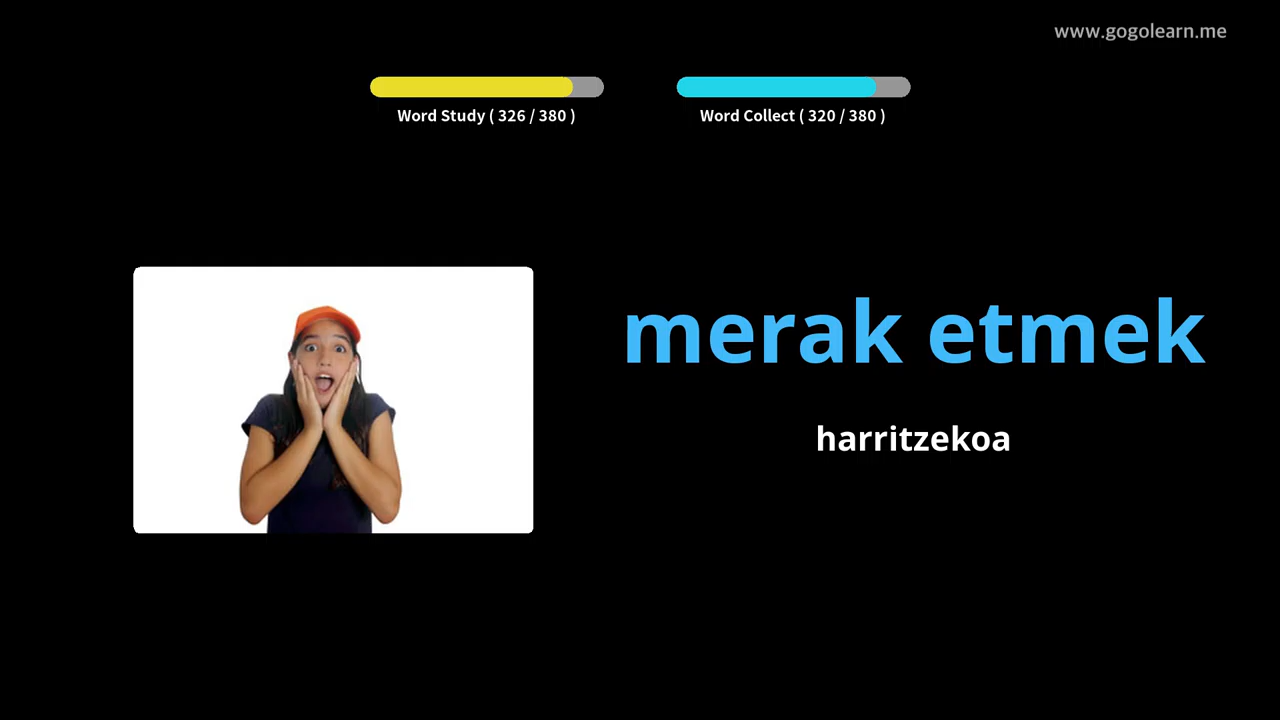 www.gogolearn.me
Word Study ( 326 / 380 )
Word Collect ( 320 / 380 )
merak etmek
harritzekoa